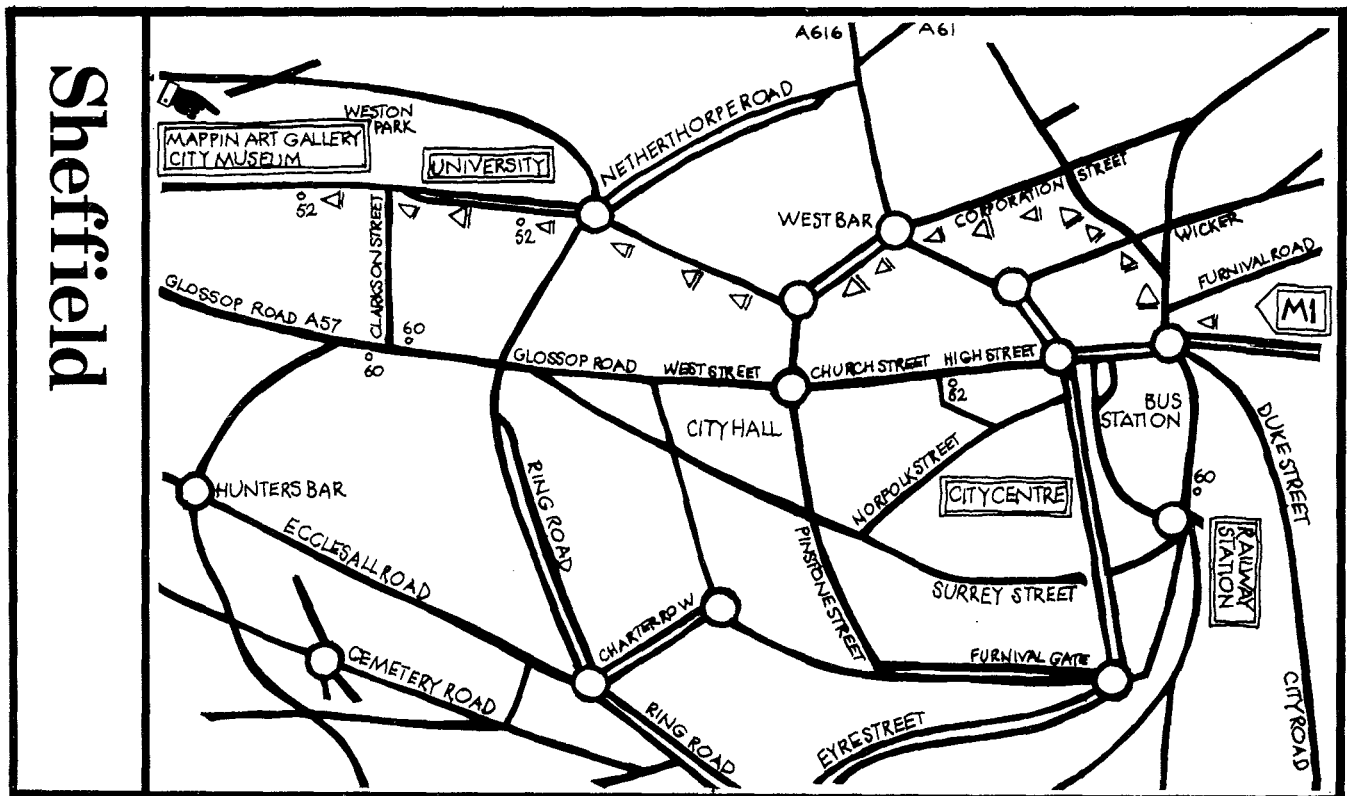 Sheffield
A616
A61
WESTON
PARK
MAPPIN ART GALLERY
CITY MUSEUM
UNIVERSITY
NETHERTHORPE ROAD
52
52
CLARKSON STREET
WEST BAR
CORPORATION STREET
WICKER
FURNIVAL ROAD
M1
GLOSSOP ROAD A57
60
60
GLOSSOP ROAD
WEST STREET
CHURCH STREET
HIGH STREET
82
BUS
STATION
DUKE STREET
CITY HALL
NORFOLK STREET
CITY CENTRE
60
RAILWAY
STATION
HUNTERS BAR
RING ROAD
ECCLESALL ROAD
PINSTONE STREET
SURREY STREET
CHARTER ROW
CEMETERY ROAD
FURNIVAL GATE
RING ROAD
EYRE STREET
CITY ROAD